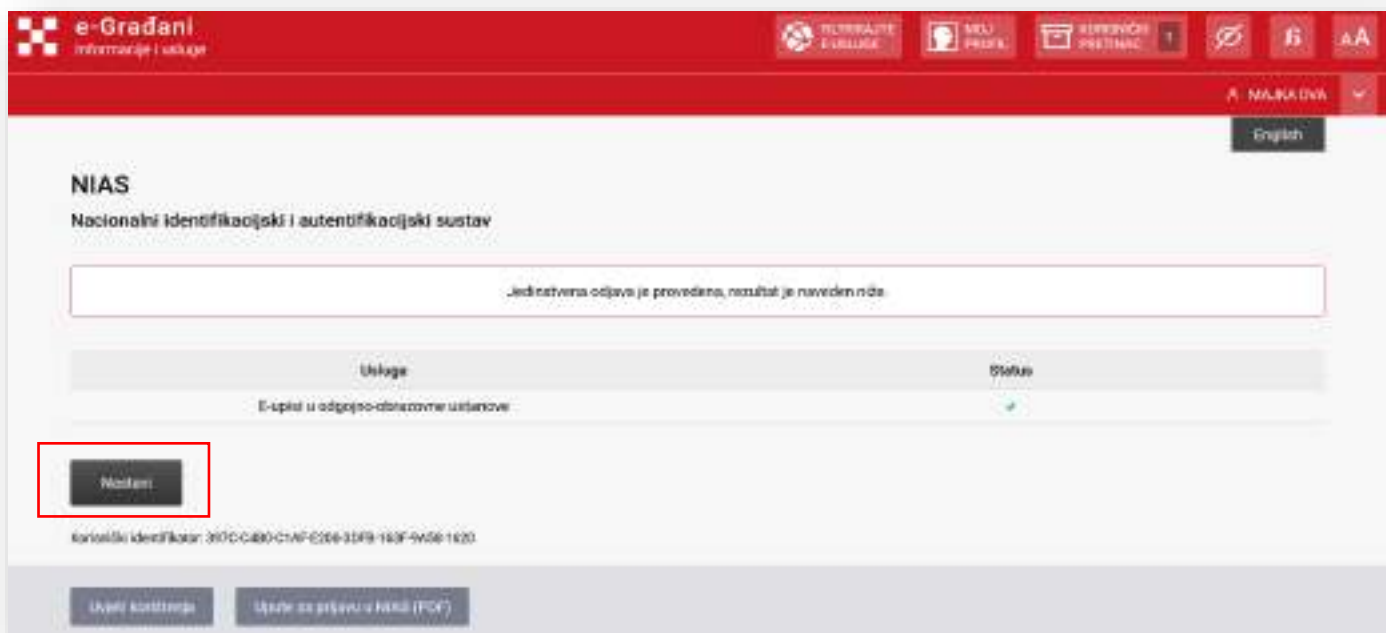 e-Građani
Informacije i usluge
FILTRIRAJTE
E-USLUGE
MOJ
PROFIL
KORISNIČKI
PRETINAC
1
AA
MAJKA DVA
English
NIAS
Nacionalni identifikacijski i autentifikacijski sustav
Jedinstvena odjava je provedena, rezultat je naveden niže.
Usluga Status
E-upisi u odgojno-obrazovne ustanove
Nastavi
Korisnički identifikator:
Uvjeti korištenja Upute za prijavu u NIAS (PDF)